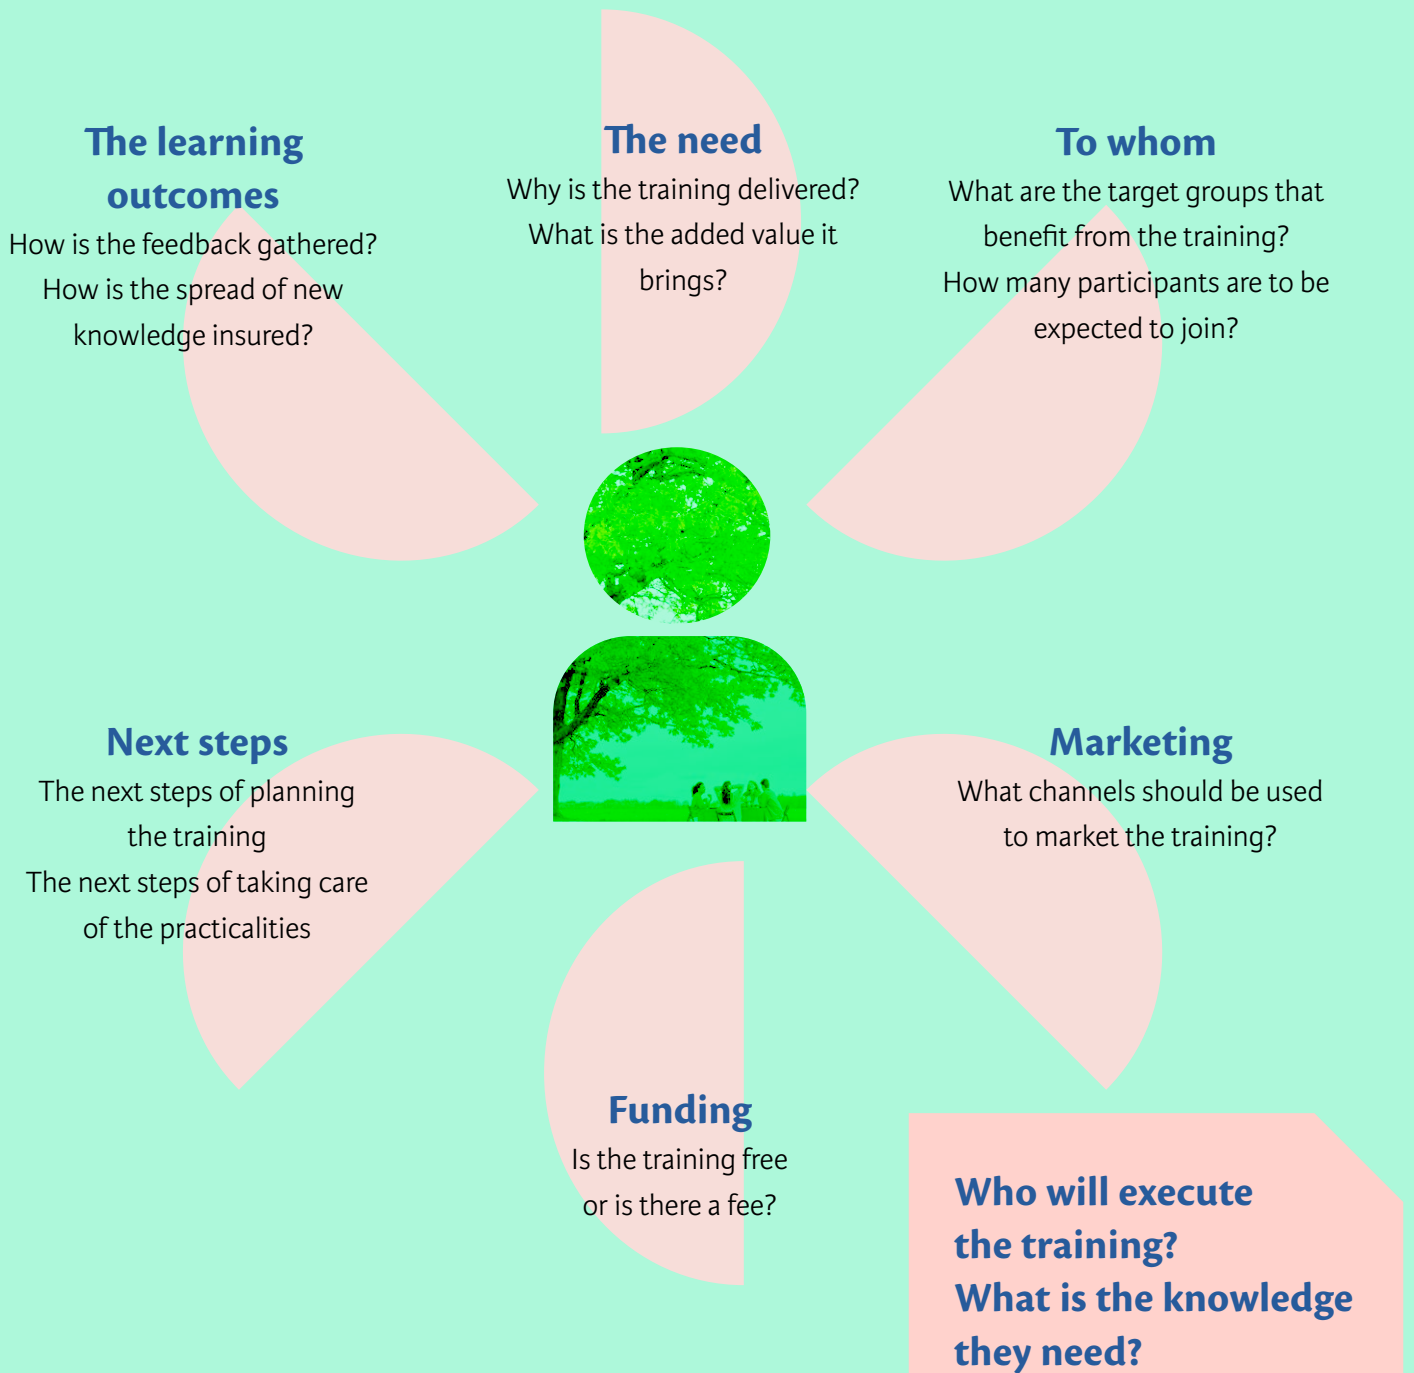 The learning
outcomes
How is the feedback gathered?
How is the spread of new
knowledge insured?
The need
Why is the training delivered?
What is the added value it
brings?
To whom
What are the target groups that
benefit from the training?
How many participants are to be
expected to join?
Next steps
The next steps of planning
the training
The next steps of taking care
of the practicalities
Marketing
What channels should be used
to market the training?
Funding
Is the training free
or is there a fee?
Who will execute
the training?
What is the knowledge
they need?